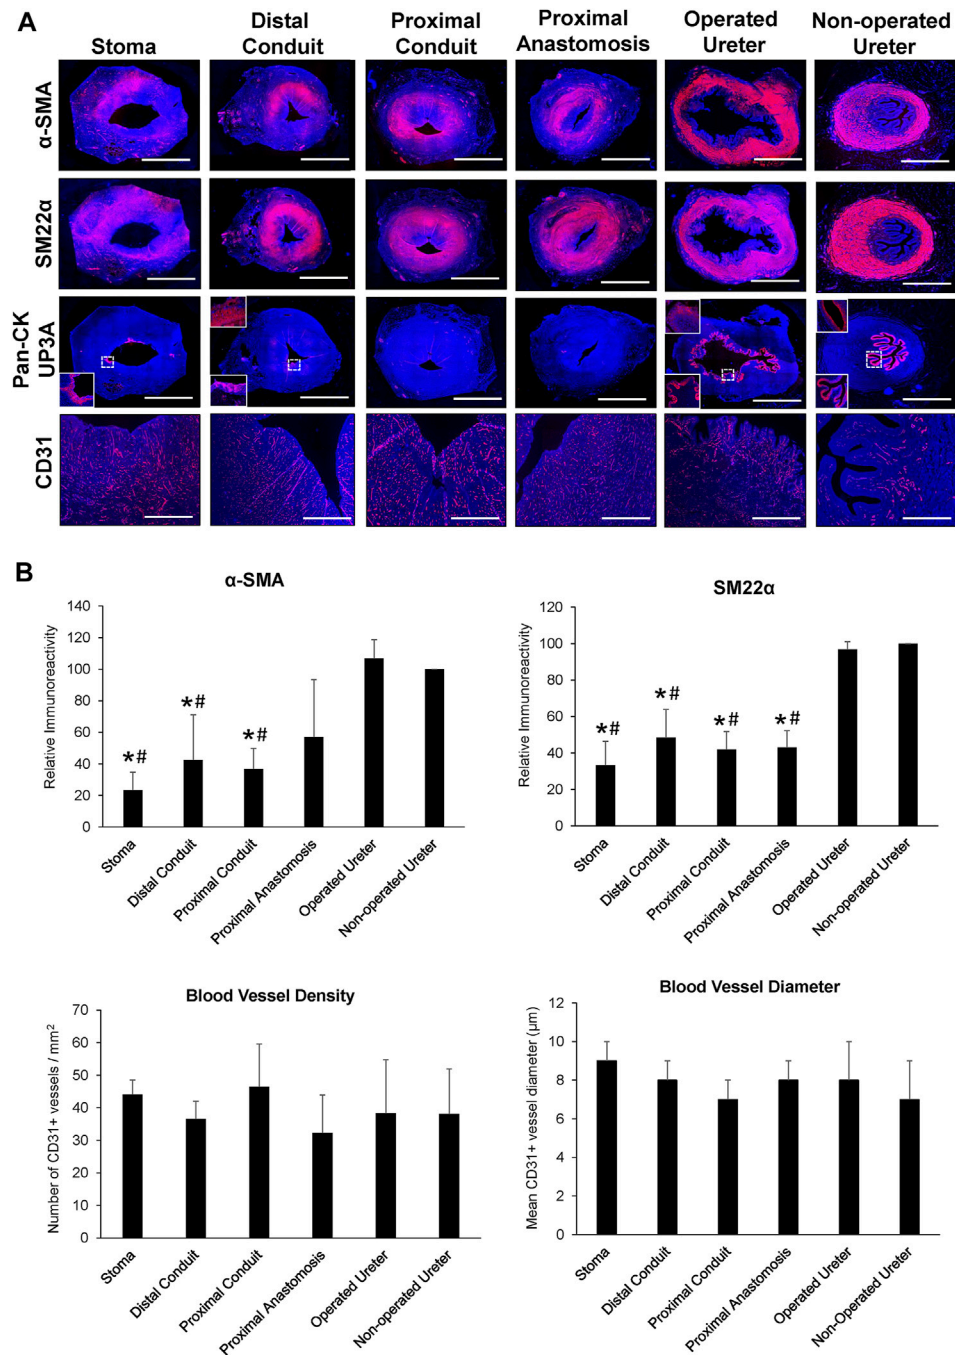 A
Stoma
Distal
Conduit
Proximal
Conduit
Proximal
Anastomosis
Operated
Ureter
Non-operated
Ureter
α-SMA
SM22α
Pan-CK
UP3A
CD31
B
α-SMA
Relative Immunoreactivity
140
120
100
80
60
40
20
0
*#
*#
*#
Stoma
Distal Conduit
Proximal Conduit
Proximal Anastomosis
Operated Ureter
Non-operated Ureter
SM22α
Relative Immunoreactivity
120
100
80
60
40
20
0
*#
*#
*#
*#
Stoma
Distal Conduit
Proximal Conduit
Proximal Anastomosis
Operated Ureter
Non-operated Ureter
Blood Vessel Density
Number of CD31+ vessels / mm²
70
60
50
40
30
20
10
0
Stoma
Distal Conduit
Proximal Conduit
Proximal Anastomosis
Operated Ureter
Non-operated Ureter
Blood Vessel Diameter
Mean CD31+ vessel diameter (μm)
12
10
8
6
4
2
0
Stoma
Distal Conduit
Proximal Conduit
Proximal Anastomosis
Operated Ureter
Non-Operated Ureter